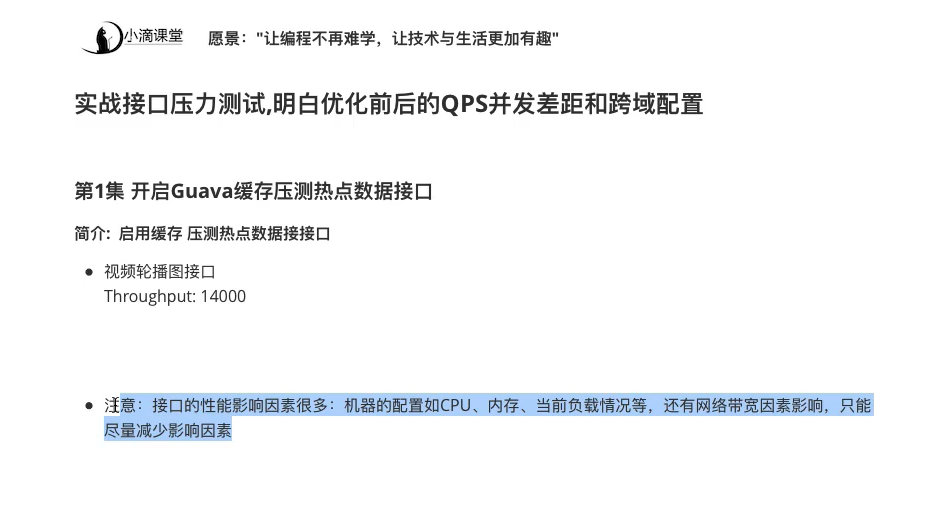 小滴课堂 愿景："让编程不再难学，让技术与生活更加有趣"
实战接口压力测试,明白优化前后的QPS并发差距和跨域配置
第1集 开启Guava缓存压测热点数据接口
简介: 启用缓存 压测热点数据接接口
视频轮播图接口
Throughput: 14000
注意：接口的性能影响因素很多：机器的配置如CPU、内存、当前负载情况等，还有网络带宽因素影响，只能
尽量减少影响因素